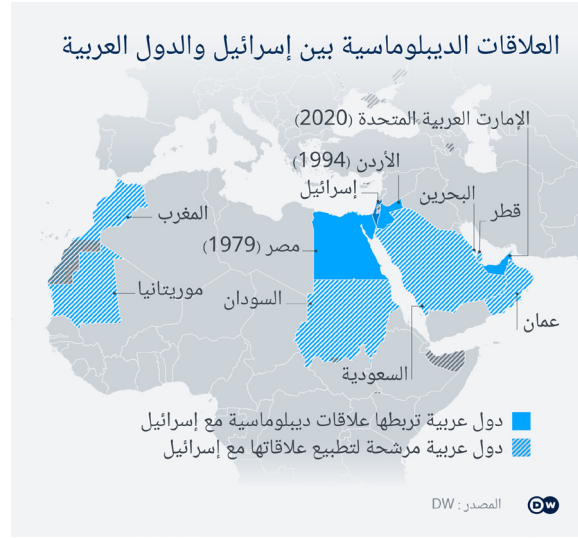 العلاقات الديبلوماسية بين إسرائيل والدول العربية
الإمارت العربية المتحدة (2020)
الأردن (1994)
إسرائيل
البحرين
قطر
المغرب
مصر (1979)
موريتانيا
السودان
عمان
السعودية
دول عربية تربطها علاقات ديبلوماسية مع إسرائيل
دول عربية مرشحة لتطبيع علاقاتها مع إسرائيل
المصدر : DW
DW